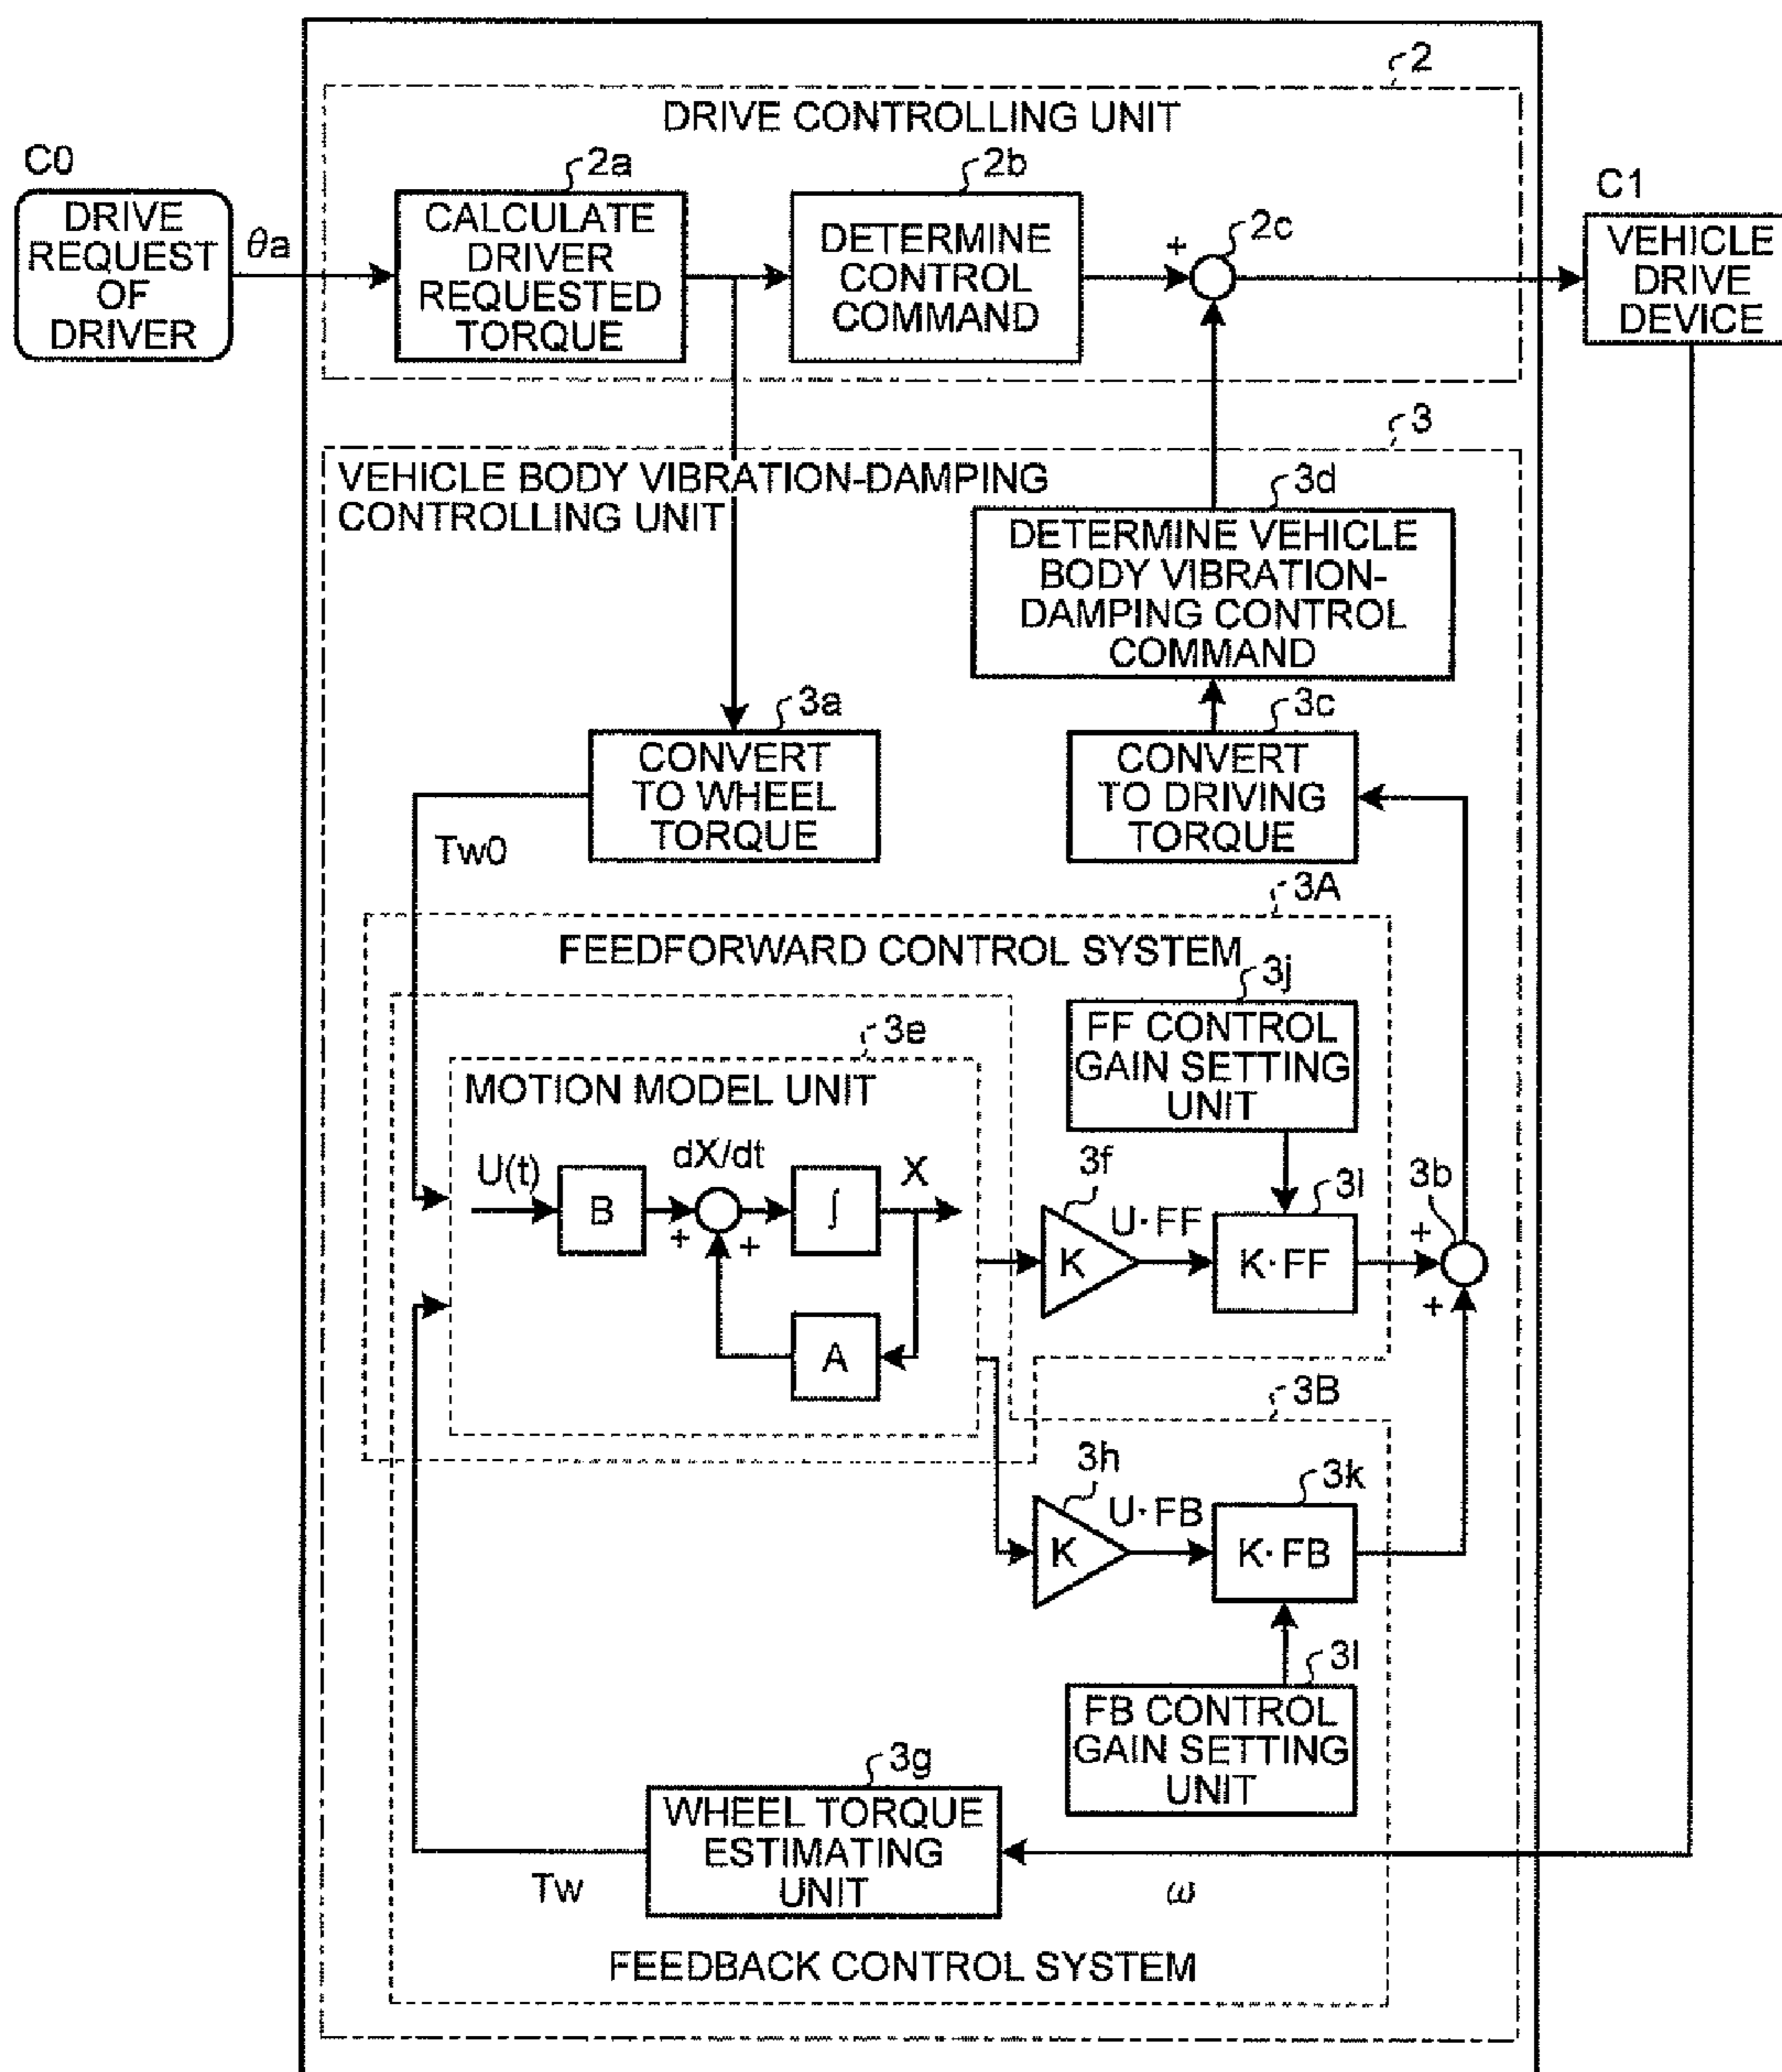 2
DRIVE CONTROLLING UNIT
C0
DRIVE
REQUEST
OF
DRIVER
θa
2a
CALCULATE
DRIVER
REQUESTED
TORQUE
2b
DETERMINE
CONTROL
COMMAND
+
2c
C1
VEHICLE
DRIVE
DEVICE
3
VEHICLE BODY VIBRATION-DAMPING
CONTROLLING UNIT
3d
DETERMINE VEHICLE
BODY VIBRATION-
DAMPING CONTROL
COMMAND
3a
CONVERT
TO WHEEL
TORQUE
3c
CONVERT
TO DRIVING
TORQUE
Tw0
3A
FEEDFORWARD CONTROL SYSTEM
3j
FF CONTROL
GAIN SETTING
UNIT
3e
MOTION MODEL UNIT
U(t)
B
dX/dt
+
+
∫
X
A
3f
K
U·FF
3l
K·FF
3b
+
+
3B
3h
K
U·FB
3k
K·FB
3l
FB CONTROL
GAIN SETTING
UNIT
3g
WHEEL TORQUE
ESTIMATING
UNIT
Tw
ω
FEEDBACK CONTROL SYSTEM